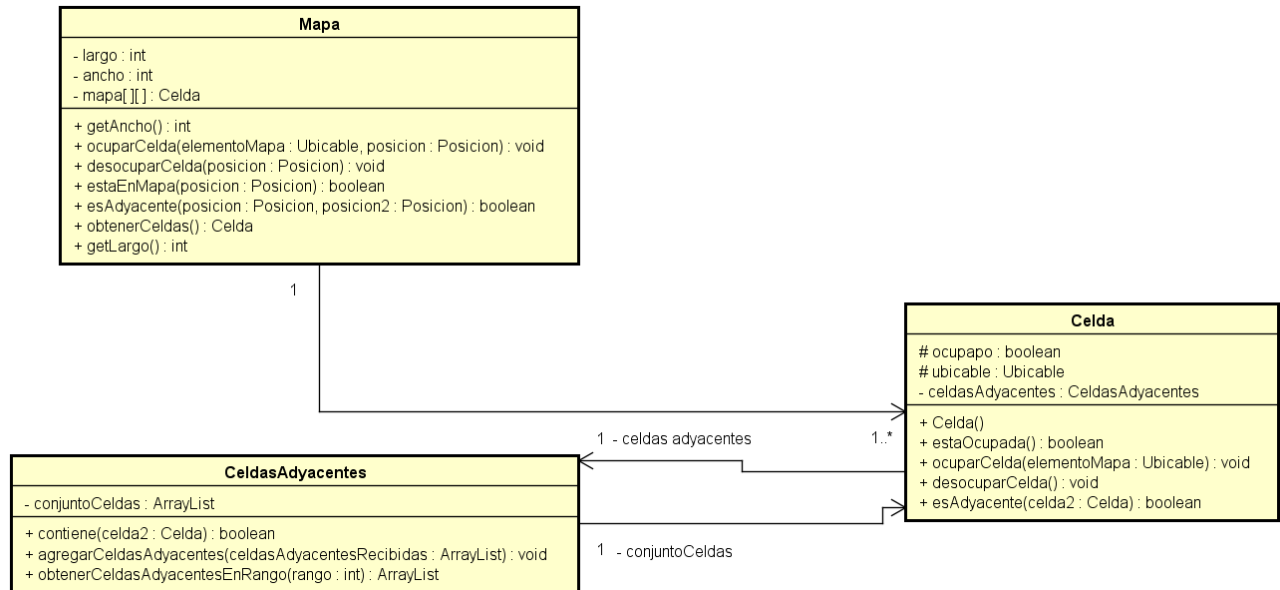 Mapa
- largo : int
- ancho : int
- mapa[ ][ ] : Celda
+ getAncho() : int
+ ocuparCelda(elementoMapa : Ubicable, posicion : Posicion) : void
+ desocuparCelda(posicion : Posicion) : void
+ estaEnMapa(posicion : Posicion) : boolean
+ esAdyacente(posicion : Posicion, posicion2 : Posicion) : boolean
+ obtenerCeldas() : Celda
+ getLargo() : int
1
Celda
# ocupapo : boolean
# ubicable : Ubicable
- celdasAdyacentes : CeldasAdyacentes
+ Celda()
+ estaOcupada() : boolean
+ ocuparCelda(elementoMapa : Ubicable) : void
+ desocuparCelda() : void
+ esAdyacente(celda2 : Celda) : boolean
1..*
1 - celdas adyacentes
CeldasAdyacentes
- conjuntoCeldas : ArrayList
+ contiene(celda2 : Celda) : boolean
+ agregarCeldasAdyacentes(celdasAdyacentesRecibidas : ArrayList) : void
+ obtenerCeldasAdyacentesEnRango(rango : int) : ArrayList
1 - conjuntoCeldas